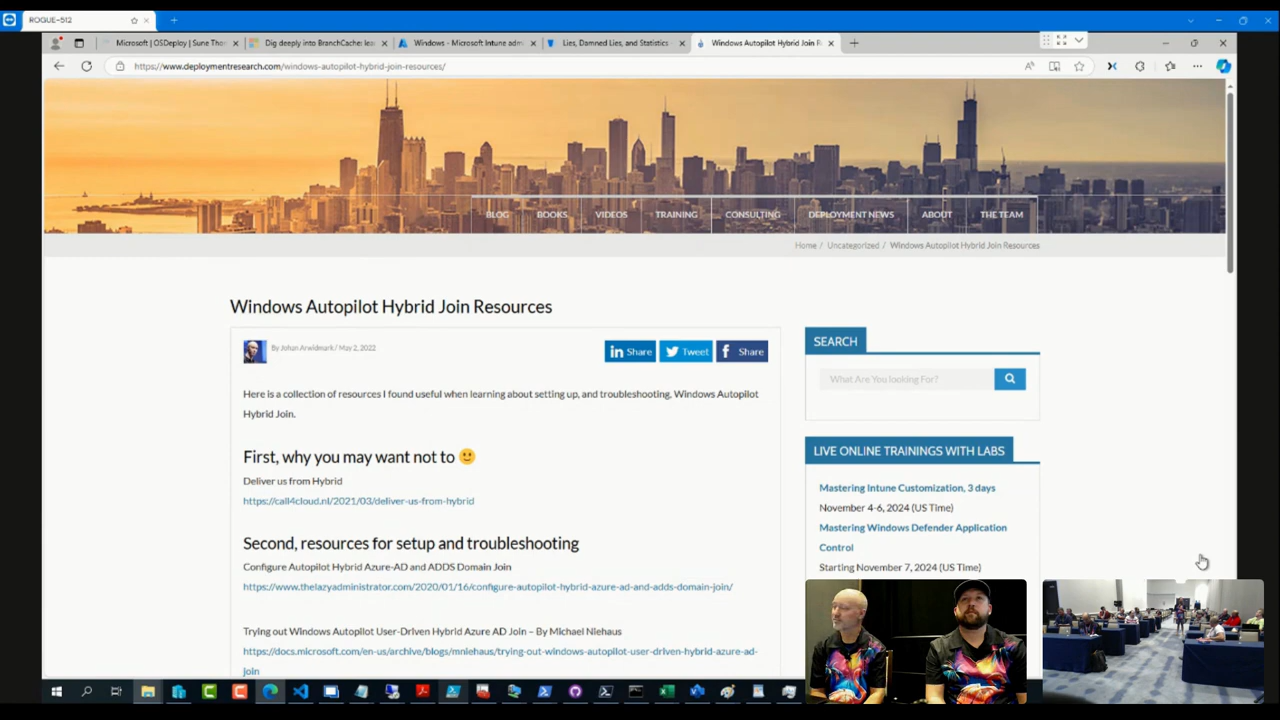 ROGUE-512
Microsoft | OSDeploy | Sune Tho
Dig deeply into BranchCache lea
Windows - Microsoft Intune adm
Lies, Damned Lies, and Statistics
Windows Autopilot Hybrid Join R
https://www.deploymentresearch.com/windows-autopilot-hybrid-join-resources/
BLOG BOOKS VIDEOS TRAINING CONSULTING DEPLOYMENT NEWS ABOUT THE TEAM
Home / Uncategorized / Windows Autopilot Hybrid Join Resources
Windows Autopilot Hybrid Join Resources
By Johan Arwidmark / May 2, 2022
in Share
Tweet
f Share
Here is a collection of resources I found useful when learning about setting up, and troubleshooting, Windows Autopilot
Hybrid Join.
First, why you may want not to 🙂
Deliver us from Hybrid
https://call4cloud.nl/2021/03/deliver-us-from-hybrid
Second, resources for setup and troubleshooting
Configure Autopilot Hybrid Azure-AD and ADDS Domain Join
https://www.thelazyadministrator.com/2020/01/16/configure-autopilot-hybrid-azure-ad-and-adds-domain-join/
Trying out Windows Autopilot User-Driven Hybrid Azure AD Join – By Michael Niehaus
https://docs.microsoft.com/en-us/archive/blogs/mniehaus/trying-out-windows-autopilot-user-driven-hybrid-azure-ad-
join
SEARCH
What Are You looking For?
LIVE ONLINE TRAININGS WITH LABS
Mastering Intune Customization, 3 days
November 4-6, 2024 (US Time)
Mastering Windows Defender Application
Control
Starting November 7, 2024 (US Time)